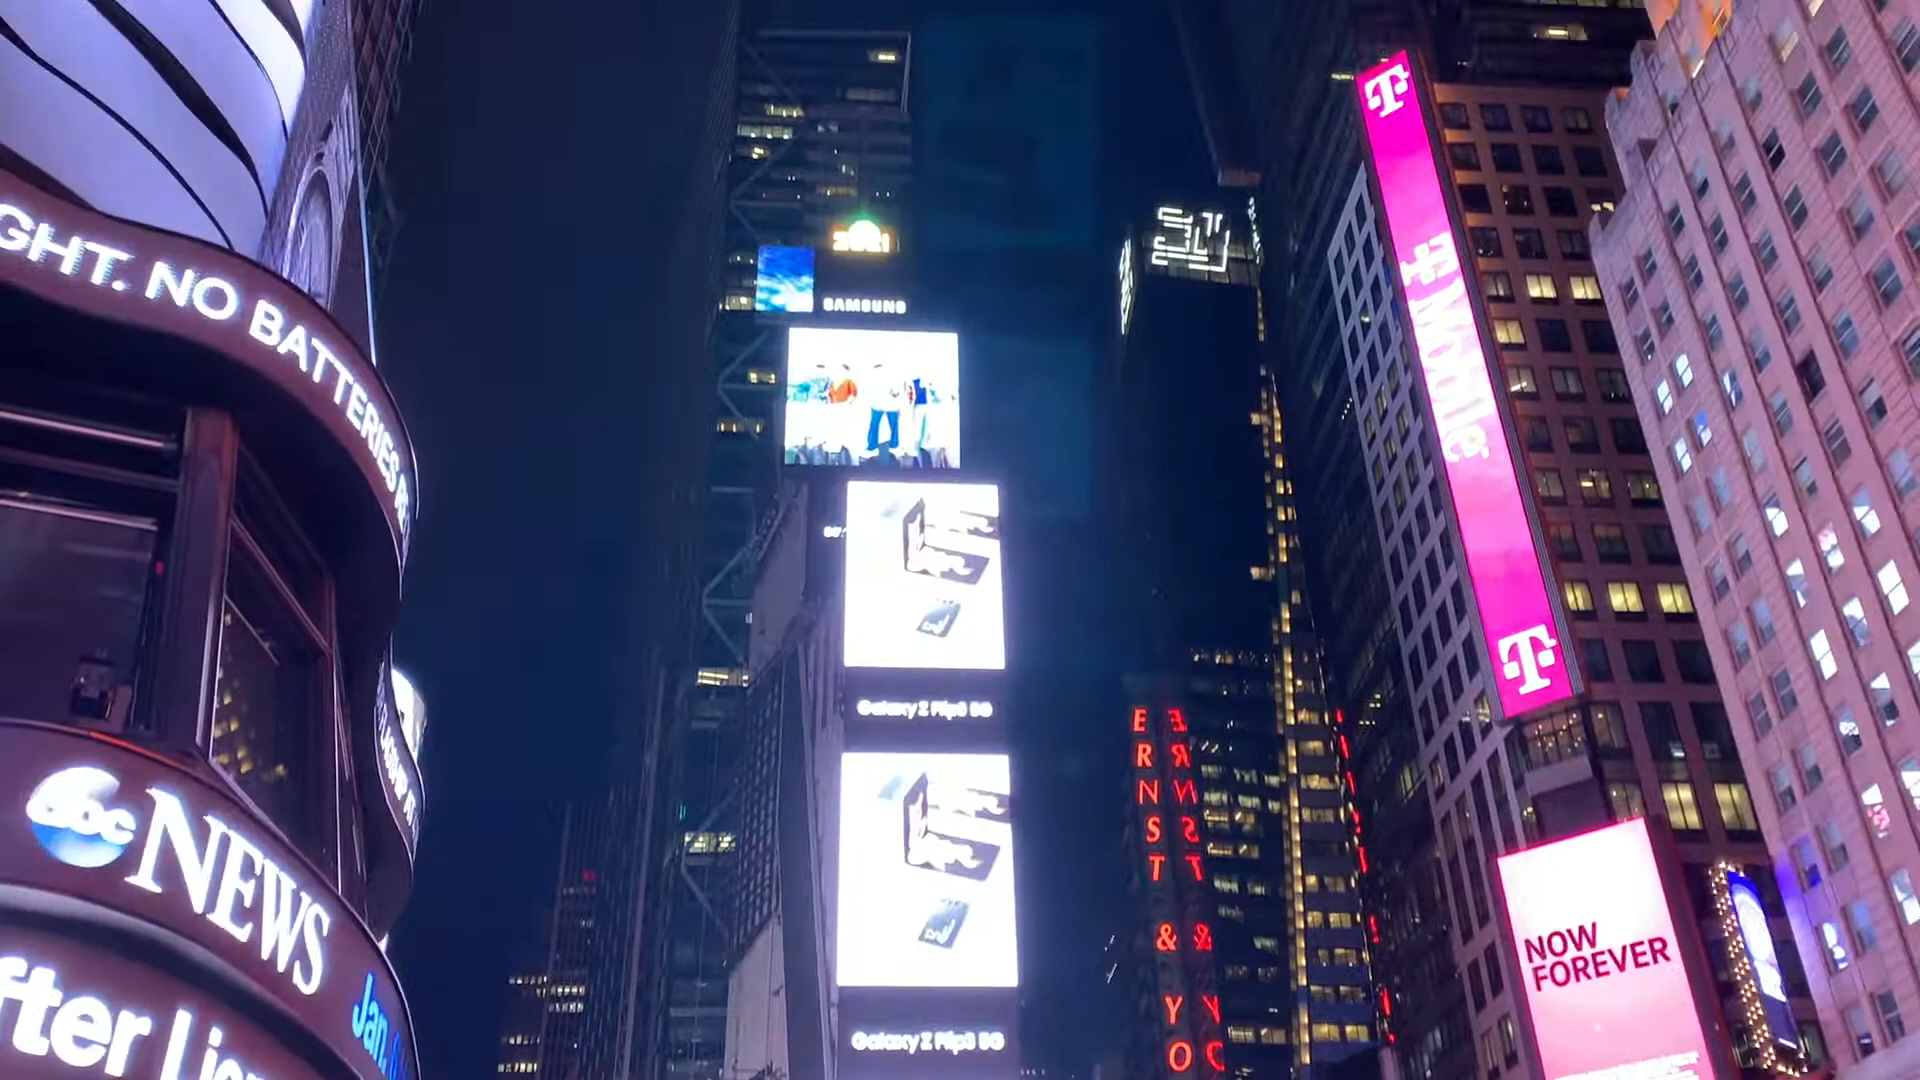 GHT. NO BATTERIES
abc NEWS
fter
Jan.
2021
SAMSUNG
Galaxy Z Flip3 5G
Galaxy Z Flip3 5G
ERNST & YO
T
T Mobile
T
NOW
FOREVER